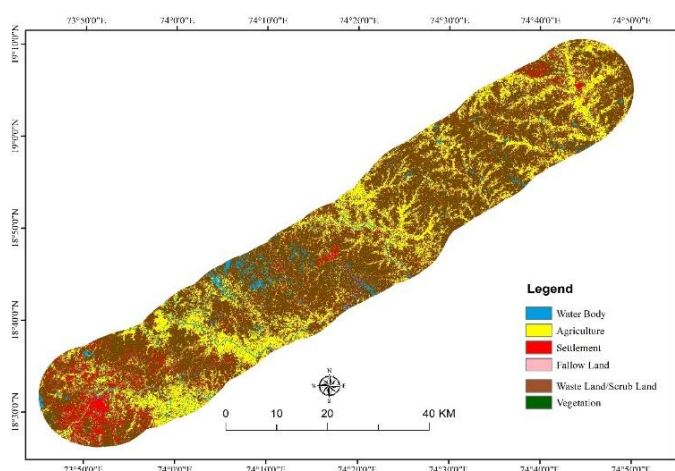 73°50'0"E 74°0'0"E 74°10'0"E 74°20'0"E 74°30'0"E 74°40'0"E 74°50'0"E
19°10'0"N
19°0'0"N
18°50'0"N
18°40'0"N
18°30'0"N
Legend
Water Body
Agriculture
Settlement
Fallow Land
Waste Land/Scrub Land
Vegetation
N
W E
S
0 10 20 40 KM
73°50'0"E 74°0'0"E 74°10'0"E 74°20'0"E 74°30'0"E 74°40'0"E 74°50'0"E